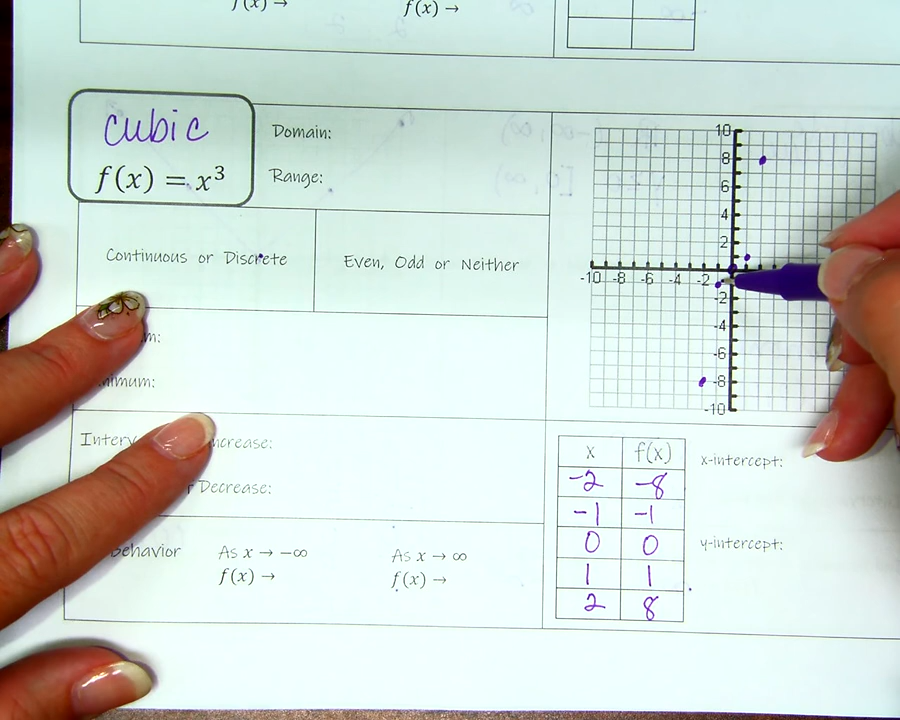 f(x) →
f(x) →
cubic
f(x) = x³
Domain:
Range:
Continuous or Discrete
Even, Odd or Neither
10
8
6
4
2
-10 -8 -6 -4 -2
-2
-4
-6
-8
-10
x f(x)
-2 -8
-1 -1
0 0
1 1
2 8
x-intercept:
y-intercept:
Decrease:
Behavior
As x → -∞
f(x) →
As x → ∞
f(x) →